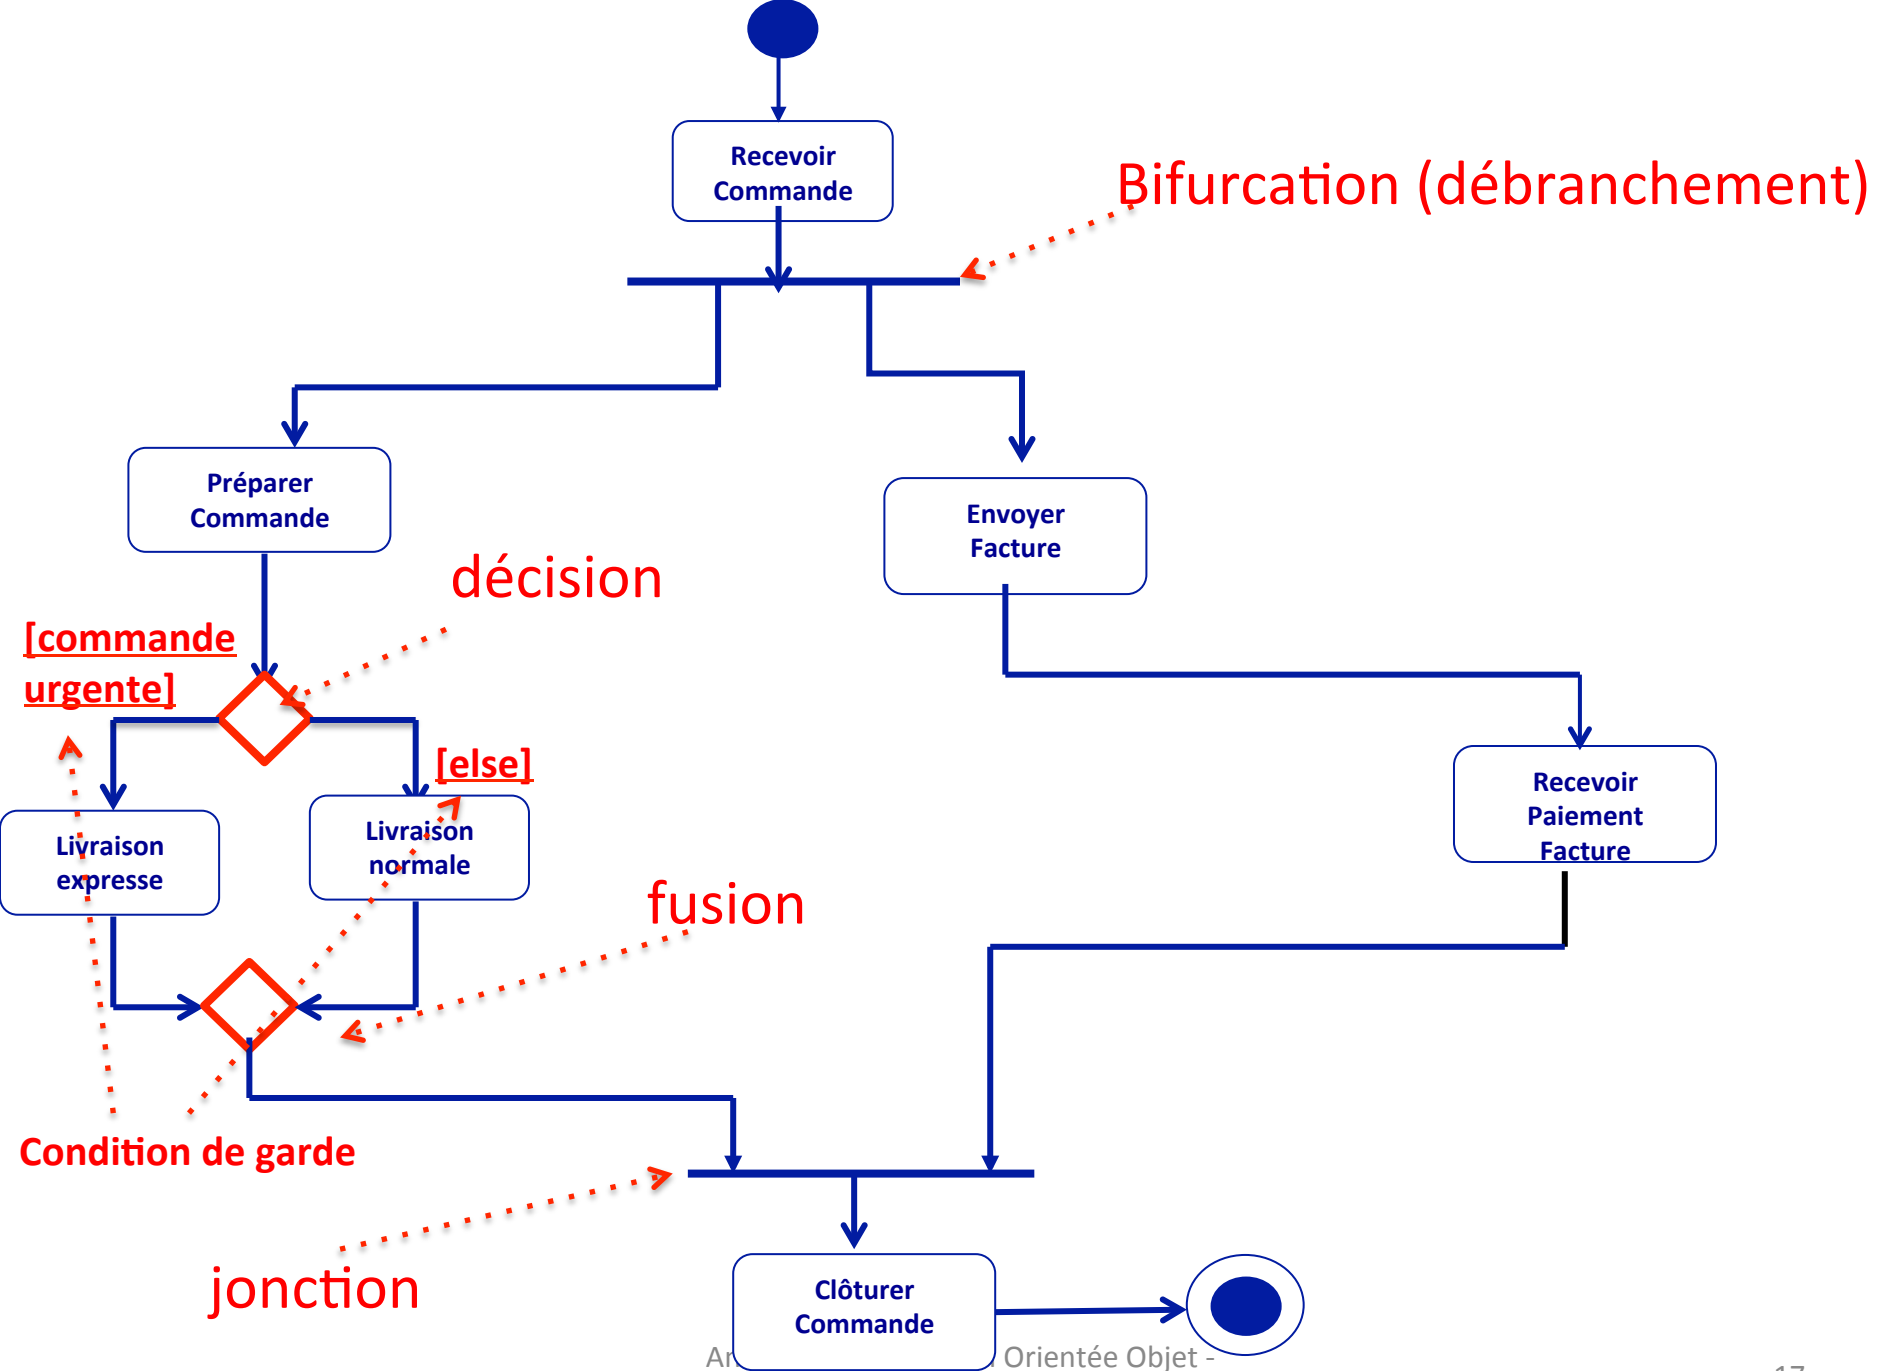 Recevoir
Commande
Bifurcation (débranchement)
Préparer
Commande
Envoyer
Facture
décision
[commande
urgente]
[else]
Recevoir
Paiement
Facture
Livraison
expresse
Livraison
normale
fusion
Condition de garde
jonction
Clôturer
Commande
Orientée Objet -
17